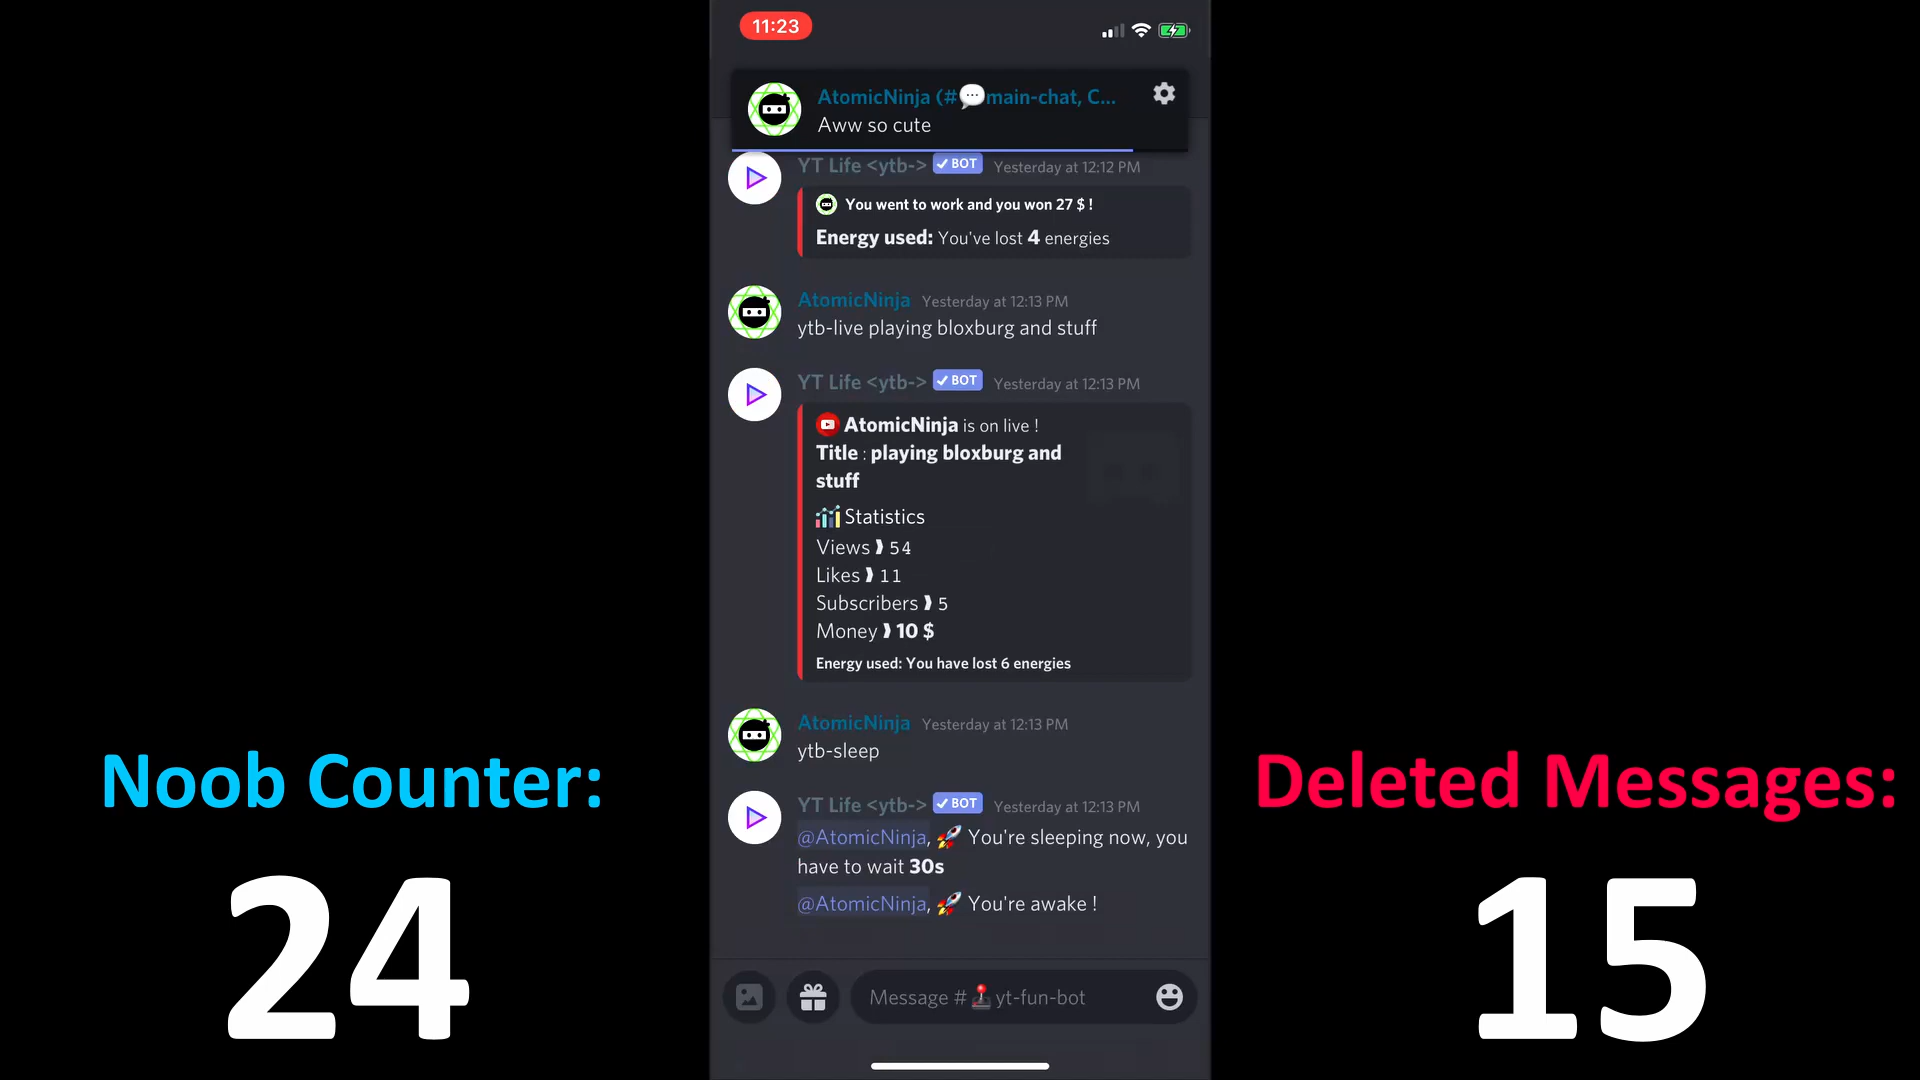 11:23
AtomicNinja (#💬main-chat, C...
Aww so cute
YT Life <ytb-> ✓ BOT Yesterday at 12:12 PM
You went to work and you won 27 $ !
Energy used: You've lost 4 energies
AtomicNinja Yesterday at 12:13 PM
ytb-live playing bloxburg and stuff
YT Life <ytb-> ✓ BOT Yesterday at 12:13 PM
AtomicNinja is on live !
Title : playing bloxburg and
stuff
Statistics
Views ❫ 54
Likes ❫ 11
Subscribers ❫ 5
Money ❫ 10 $
Energy used: You have lost 6 energies
AtomicNinja Yesterday at 12:13 PM
ytb-sleep
YT Life <ytb-> ✓ BOT Yesterday at 12:13 PM
@AtomicNinja, 🚀 You're sleeping now, you
have to wait 30s
@AtomicNinja, 🚀 You're awake !
Message #🕹️yt-fun-bot
Noob Counter:
24
Deleted Messages:
15